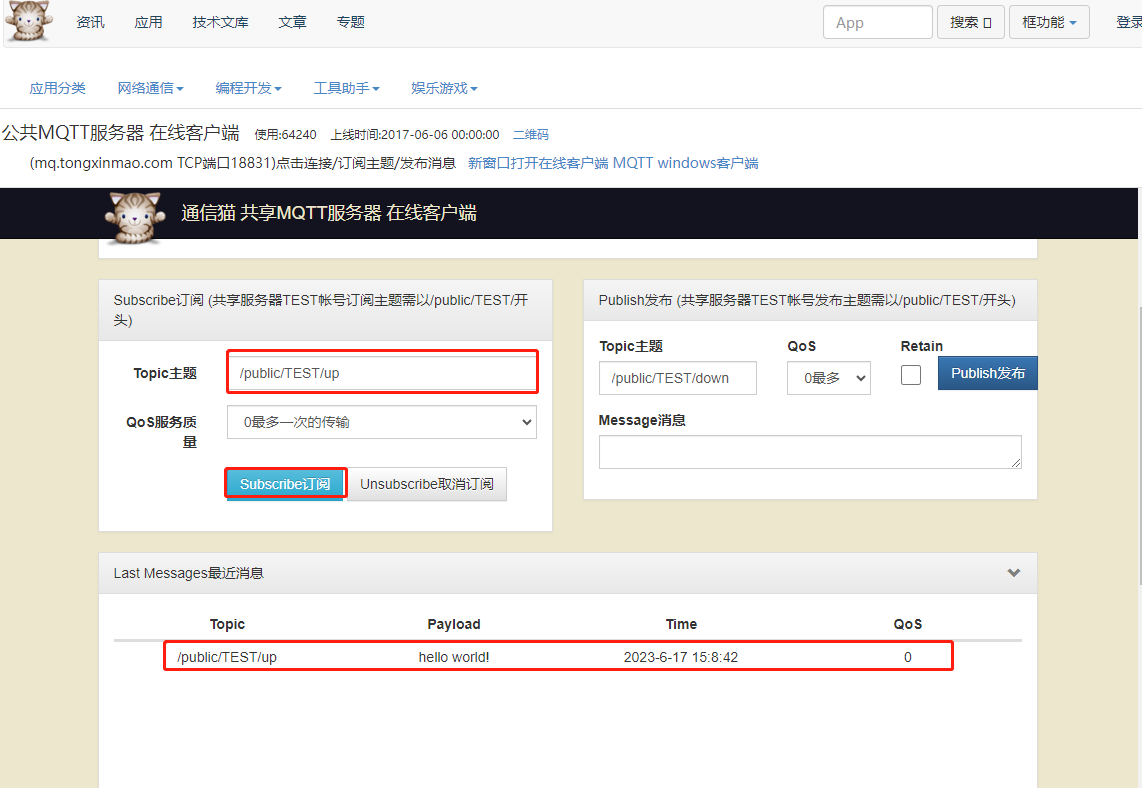 资讯 应用 技术文库 文章 专题 App 搜索 框功能 登录
应用分类 网络通信 编程开发 工具助手 娱乐游戏
公共MQTT服务器 在线客户端 使用:64240 上线时间:2017-06-06 00:00:00 二维码
(mq.tongxinmao.com TCP端口18831)点击连接/订阅主题/发布消息 新窗口打开在线客户端 MQTT windows客户端
通信猫 共享MQTT服务器 在线客户端
Subscribe订阅 (共享服务器TEST帐号订阅主题需以/public/TEST/开
头)
Topic主题 /public/TEST/up
QoS服务质
量
0最多一次的传输
Subscribe订阅 Unsubscribe取消订阅
Publish发布 (共享服务器TEST帐号发布主题需以/public/TEST/开头)
Topic主题 QoS Retain
/public/TEST/down 0最多 Publish发布
Message消息
Last Messages最近消息
Topic Payload Time QoS
/public/TEST/up hello world! 2023-6-17 15:8:42 0